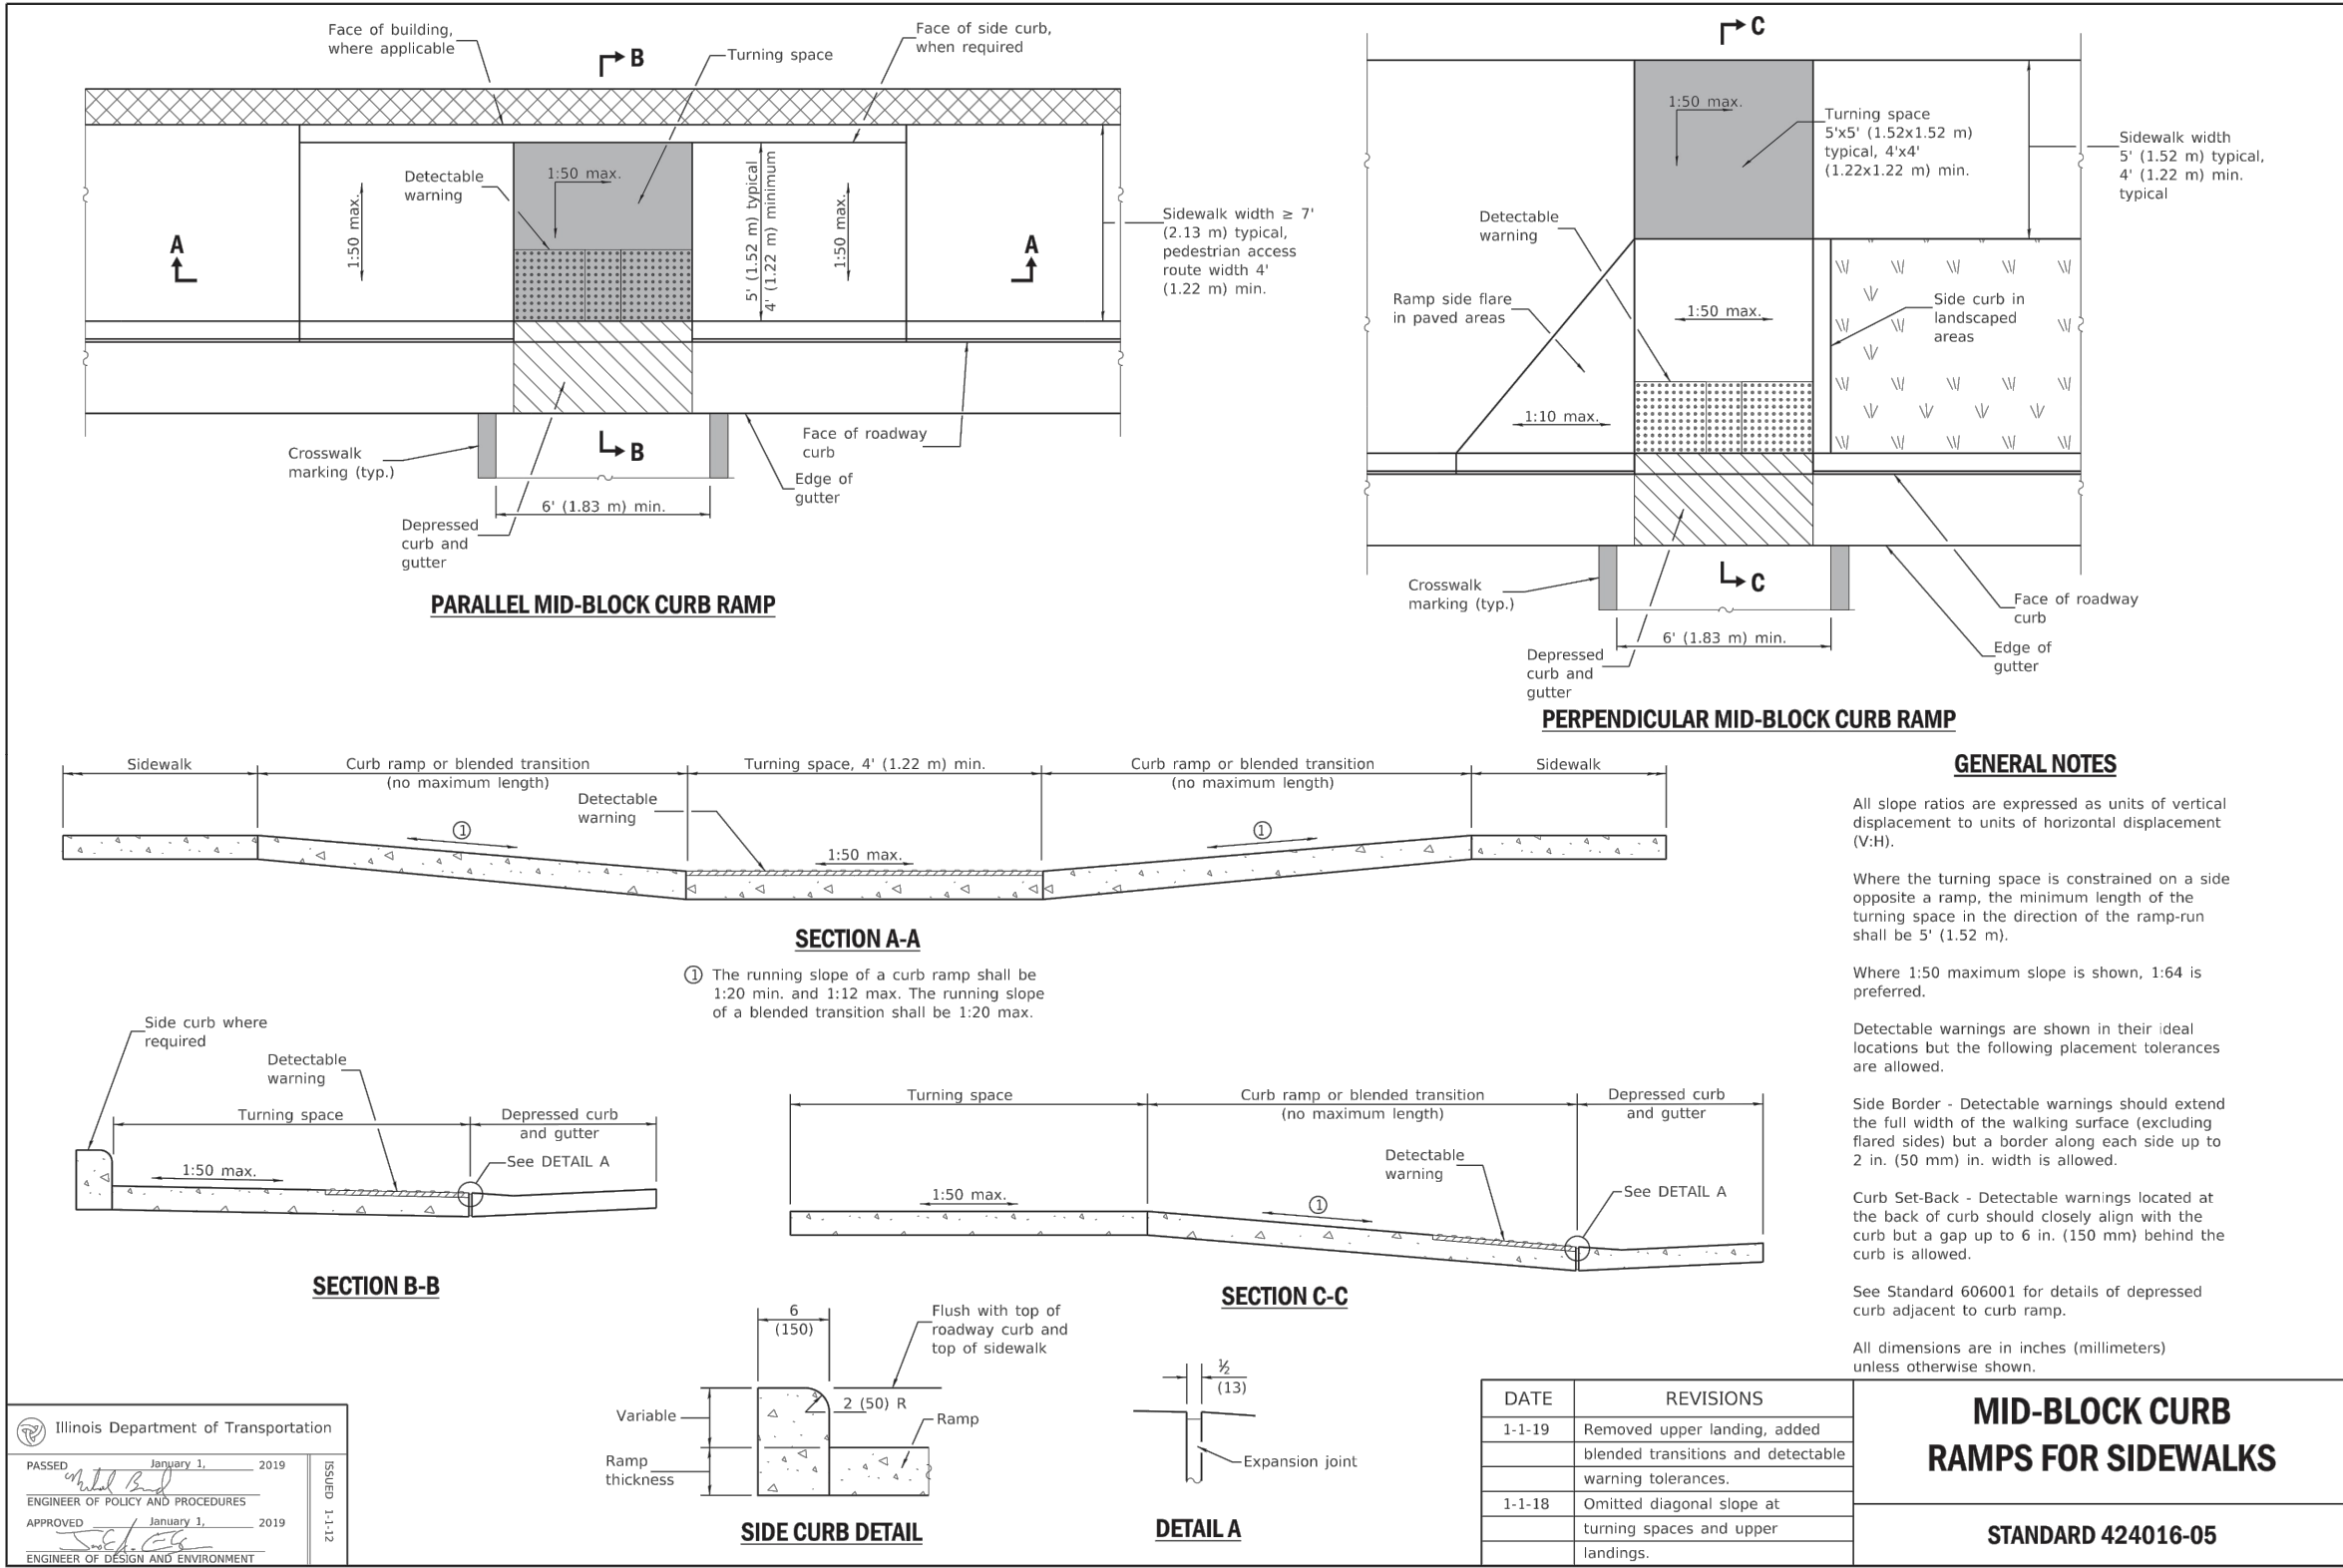 Face of building,
where applicable
B
Turning space
Face of side curb,
when required
Detectable
warning
1:50 max.
1:50 max.
5' (1.52 m) typical
4' (1.22 m) minimum
1:50 max.
A
A
Sidewalk width ≥ 7'
(2.13 m) typical,
pedestrian access
route width 4'
(1.22 m) min.
Crosswalk
marking (typ.)
B
Face of roadway
curb
Edge of
gutter
6' (1.83 m) min.
Depressed
curb and
gutter
PARALLEL MID-BLOCK CURB RAMP
C
1:50 max.
Turning space
5'x5' (1.52x1.52 m)
typical, 4'x4'
(1.22x1.22 m) min.
Sidewalk width
5' (1.52 m) typical,
4' (1.22 m) min.
typical
Detectable
warning
Ramp side flare
in paved areas
1:50 max.
Side curb in
landscaped
areas
1:10 max.
Crosswalk
marking (typ.)
C
Face of roadway
curb
6' (1.83 m) min.
Edge of
gutter
Depressed
curb and
gutter
PERPENDICULAR MID-BLOCK CURB RAMP
Sidewalk
Curb ramp or blended transition
(no maximum length)
Turning space, 4' (1.22 m) min.
Curb ramp or blended transition
(no maximum length)
Sidewalk
Detectable
warning
1
1:50 max.
1
SECTION A-A
1 The running slope of a curb ramp shall be
1:20 min. and 1:12 max. The running slope
of a blended transition shall be 1:20 max.
Side curb where
required
Detectable
warning
Turning space
Depressed curb
and gutter
See DETAIL A
1:50 max.
SECTION B-B
Turning space
Curb ramp or blended transition
(no maximum length)
Depressed curb
and gutter
Detectable
warning
1:50 max.
1
See DETAIL A
SECTION C-C
6
(150)
Flush with top of
roadway curb and
top of sidewalk
2 (50) R
Variable
Ramp
Ramp
thickness
SIDE CURB DETAIL
½
(13)
Expansion joint
DETAIL A
GENERAL NOTES
All slope ratios are expressed as units of vertical
displacement to units of horizontal displacement
(V:H).
Where the turning space is constrained on a side
opposite a ramp, the minimum length of the
turning space in the direction of the ramp-run
shall be 5' (1.52 m).
Where 1:50 maximum slope is shown, 1:64 is
preferred.
Detectable warnings are shown in their ideal
locations but the following placement tolerances
are allowed.
Side Border - Detectable warnings should extend
the full width of the walking surface (excluding
flared sides) but a border along each side up to
2 in. (50 mm) in. width is allowed.
Curb Set-Back - Detectable warnings located at
the back of curb should closely align with the
curb but a gap up to 6 in. (150 mm) behind the
curb is allowed.
See Standard 606001 for details of depressed
curb adjacent to curb ramp.
All dimensions are in inches (millimeters)
unless otherwise shown.
Illinois Department of Transportation
PASSED January 1, 2019
ENGINEER OF POLICY AND PROCEDURES
APPROVED January 1, 2019
ENGINEER OF DESIGN AND ENVIRONMENT
ISSUED 1-1-12
DATE REVISIONS
1-1-19 Removed upper landing, added
blended transitions and detectable
warning tolerances.
1-1-18 Omitted diagonal slope at
turning spaces and upper
landings.
MID-BLOCK CURB
RAMPS FOR SIDEWALKS
STANDARD 424016-05